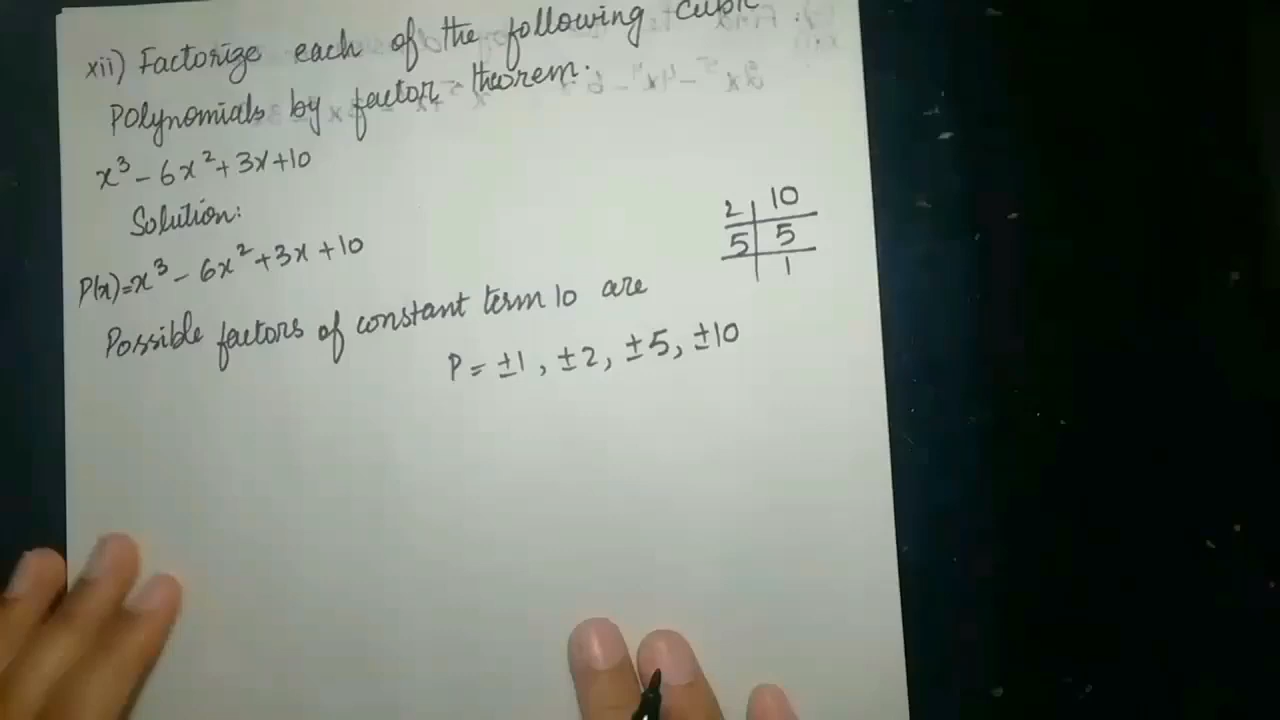 xii) Factorize each of the following Cubic
Polynomials by factor theorem.
x³ - 6x² + 3x + 10
Solution:
P(x) = x³ - 6x² + 3x + 10
2 | 10
5 | 5
| 1
Possible factors of constant term 10 are
P = ±1, ±2, ±5, ±10